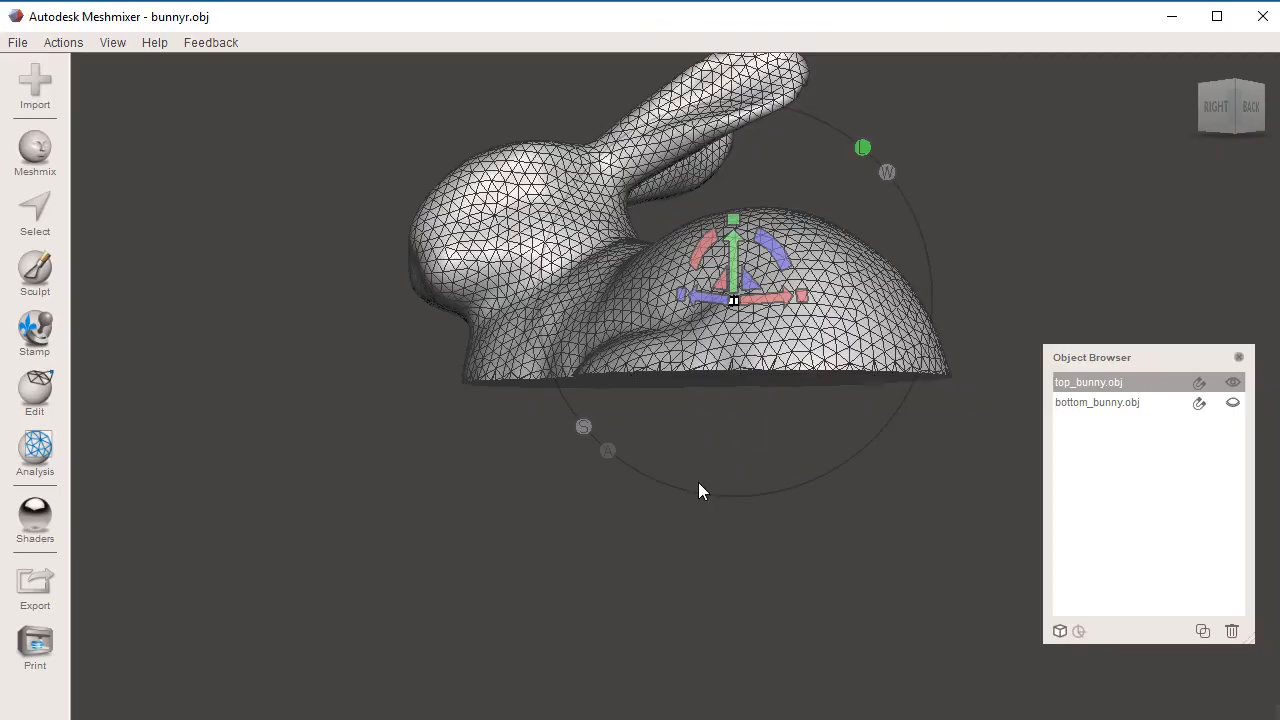 Autodesk Meshmixer - bunnyr.obj
File Actions View Help Feedback
Import
Meshmix
Select
Sculpt
Stamp
Edit
Analysis
Shaders
Export
Print
RIGHT BACK
L
W
S
A
Object Browser
top_bunny.obj
bottom_bunny.obj